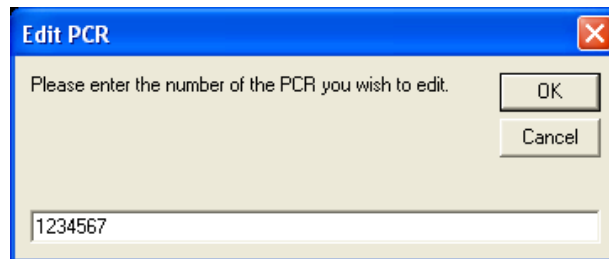 Edit PCR
Please enter the number of the PCR you wish to edit.
OK
Cancel
1234567